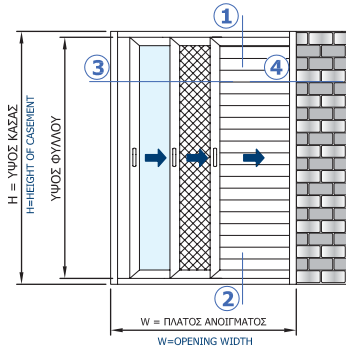 1
3
4
2
H = ΥΨΟΣ ΚΑΣΑΣ
H=HEIGHT OF CASEMENT
ΥΨΟΣ ΦΥΛΛΟΥ
W = ΠΛΑΤΟΣ ΑΝΟΙΓΜΑΤΟΣ
W=OPENING WIDTH